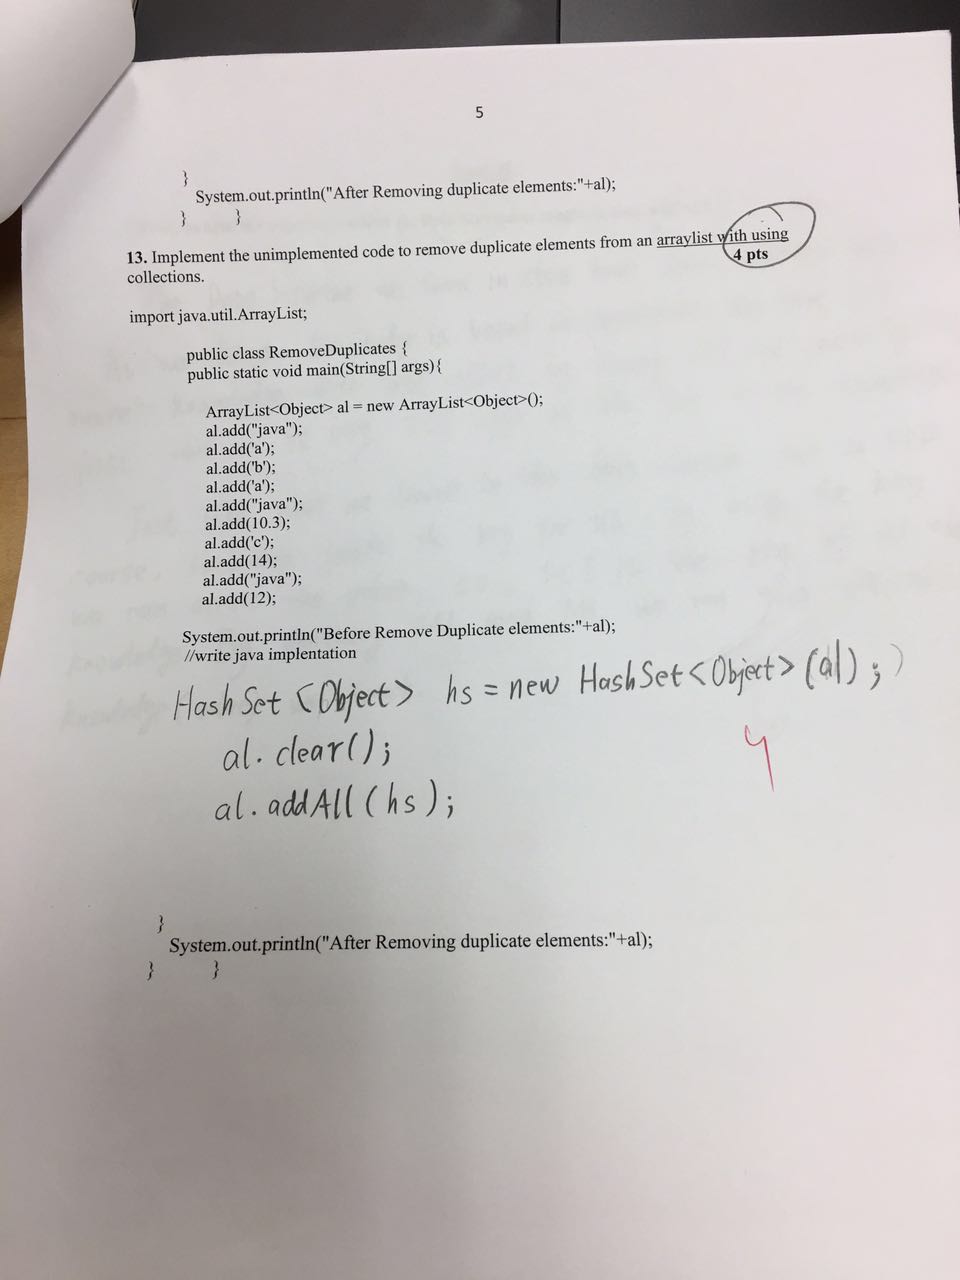 5
}
System.out.println("After Removing duplicate elements:"+al);
} }
13. Implement the unimplemented code to remove duplicate elements from an arraylist with using
collections. 4 pts
import java.util.ArrayList;
public class RemoveDuplicates {
public static void main(String[] args){
ArrayList<Object> al = new ArrayList<Object>();
al.add("java");
al.add('a');
al.add('b');
al.add('a');
al.add("java");
al.add(10.3);
al.add('c');
al.add(14);
al.add("java");
al.add(12);
System.out.println("Before Remove Duplicate elements:"+al);
//write java implentation
HashSet <Object> hs = new HashSet<Object>(al);)
al.clear();
al.addAll(hs);
4
}
System.out.println("After Removing duplicate elements:"+al);
} }